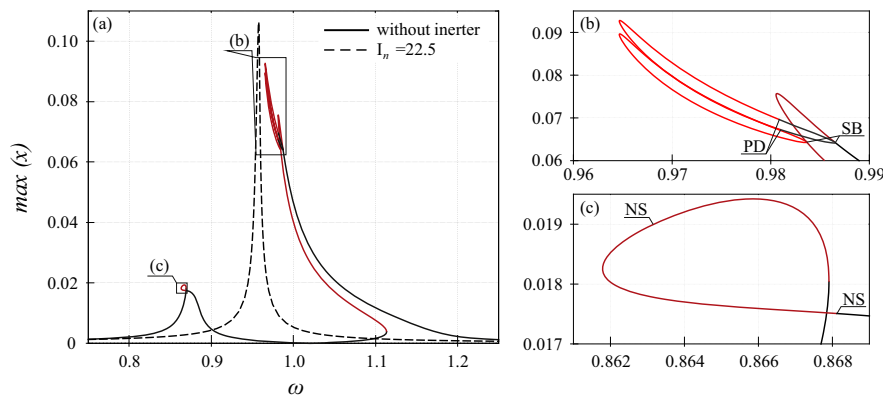 (a)
without inerter
I_n =22.5
(b)
(c)
max (x)
0.10
0.08
0.06
0.04
0.02
0
0.8
0.9
1.0
1.1
1.2
ω
(b)
0.09
0.08
0.07
0.06
PD
SB
0.96
0.97
0.98
0.99
(c)
NS
NS
0.019
0.018
0.017
0.862
0.864
0.866
0.868